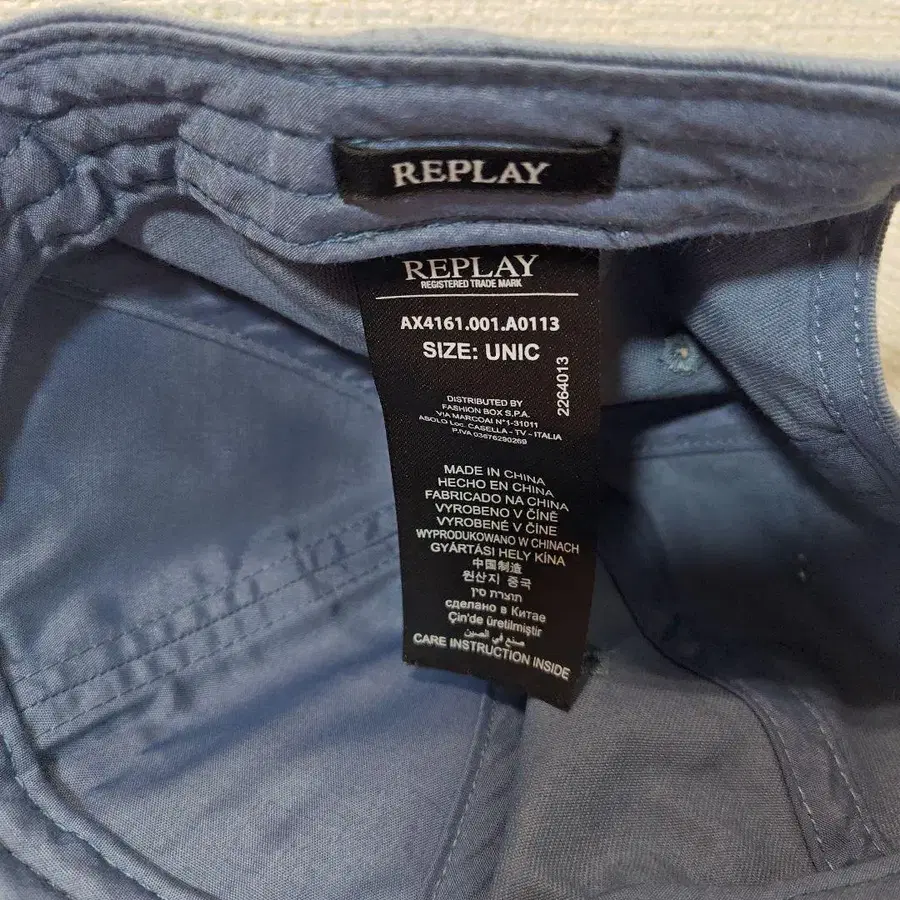 REPLAY
REPLAY
REGISTERED TRADE MARK
AX4161.001.A0113
SIZE: UNIC
2264013
DISTRIBUTED BY
FASHION BOX S.P.A.
VIA MARCOAI N°1-31011
ASOLO Loc. CASELLA - TV - ITALIA
P.IVA 03676290269
MADE IN CHINA
HECHO EN CHINA
FABRICADO NA CHINA
VYROBENO V ČÍNĚ
VYROBENÉ V ČÍNE
WYPRODUKOWANO W CHINACH
GYÁRTÁSI HELY KÍNA
中国制造
원산지 중국
תוצרת סין
сделано в Китае
Çin'de üretilmiştir
صنع في الصين
CARE INSTRUCTION INSIDE